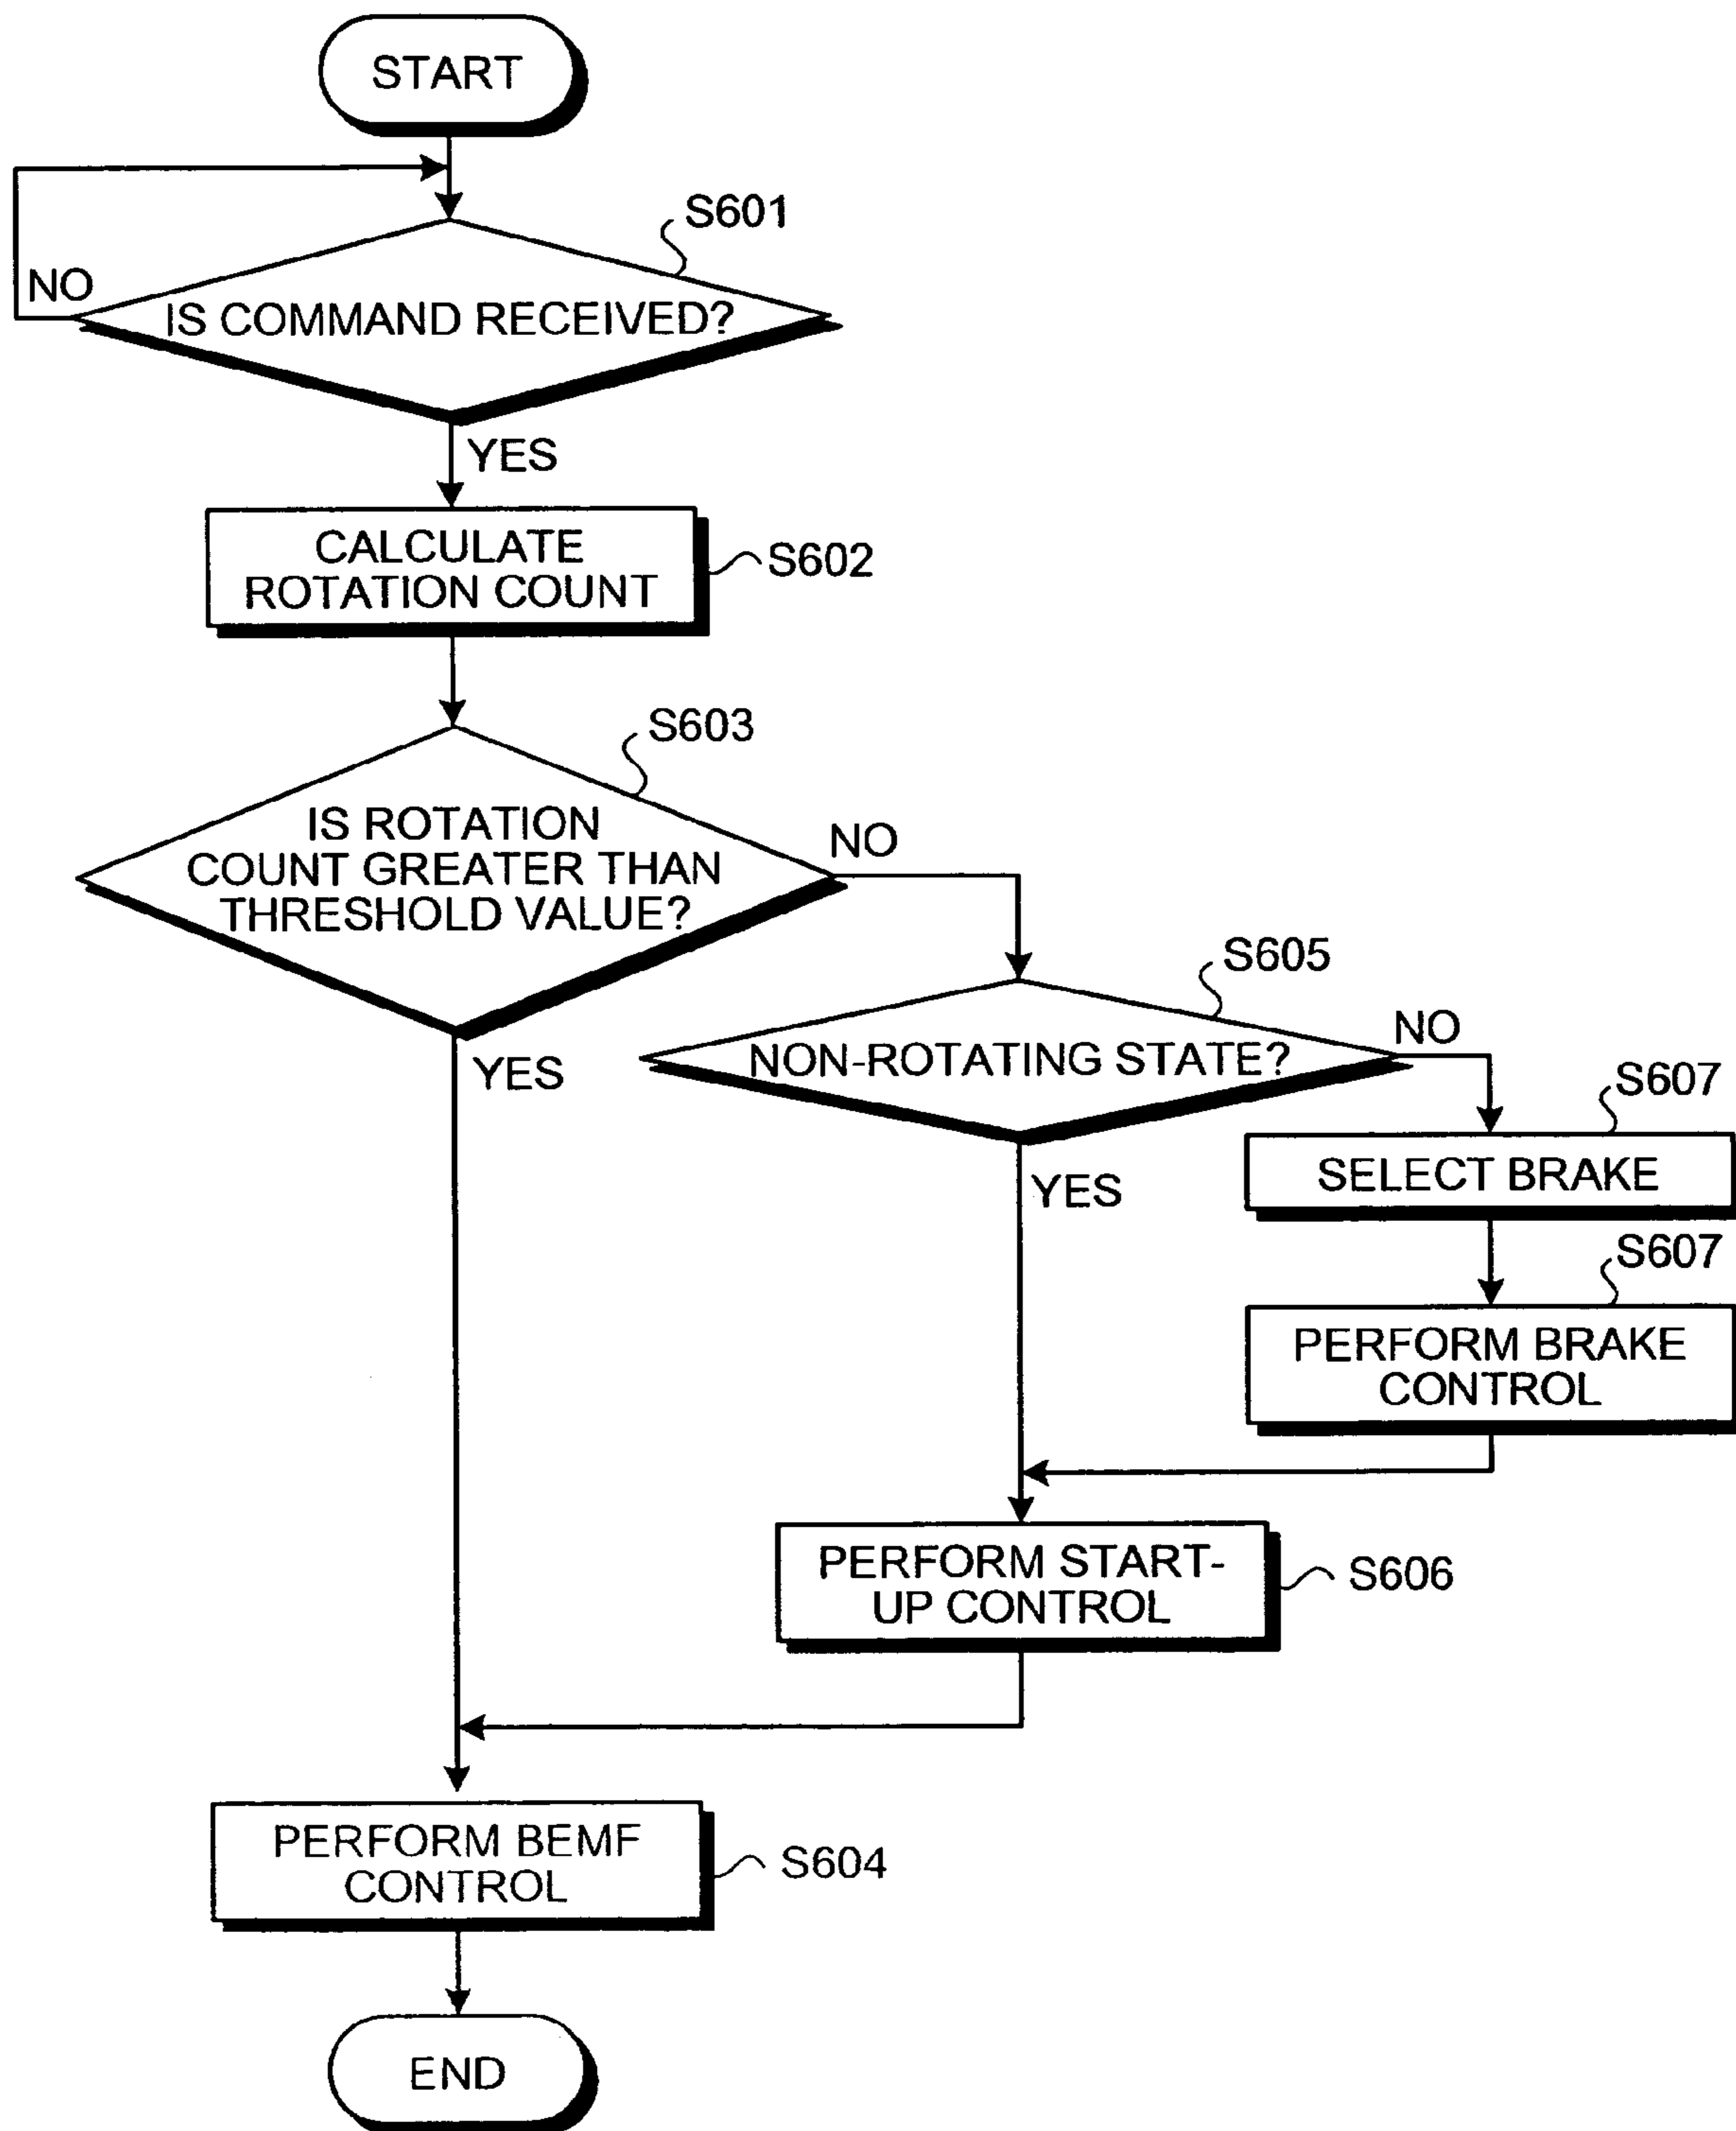 START
S601
NO
IS COMMAND RECEIVED?
YES
CALCULATE
ROTATION COUNT
S602
S603
IS ROTATION
COUNT GREATER THAN
THRESHOLD VALUE?
NO
YES
S605
NON-ROTATING STATE?
NO
YES
S607
SELECT BRAKE
S607
PERFORM BRAKE
CONTROL
PERFORM START-
UP CONTROL
S606
PERFORM BEMF
CONTROL
S604
END